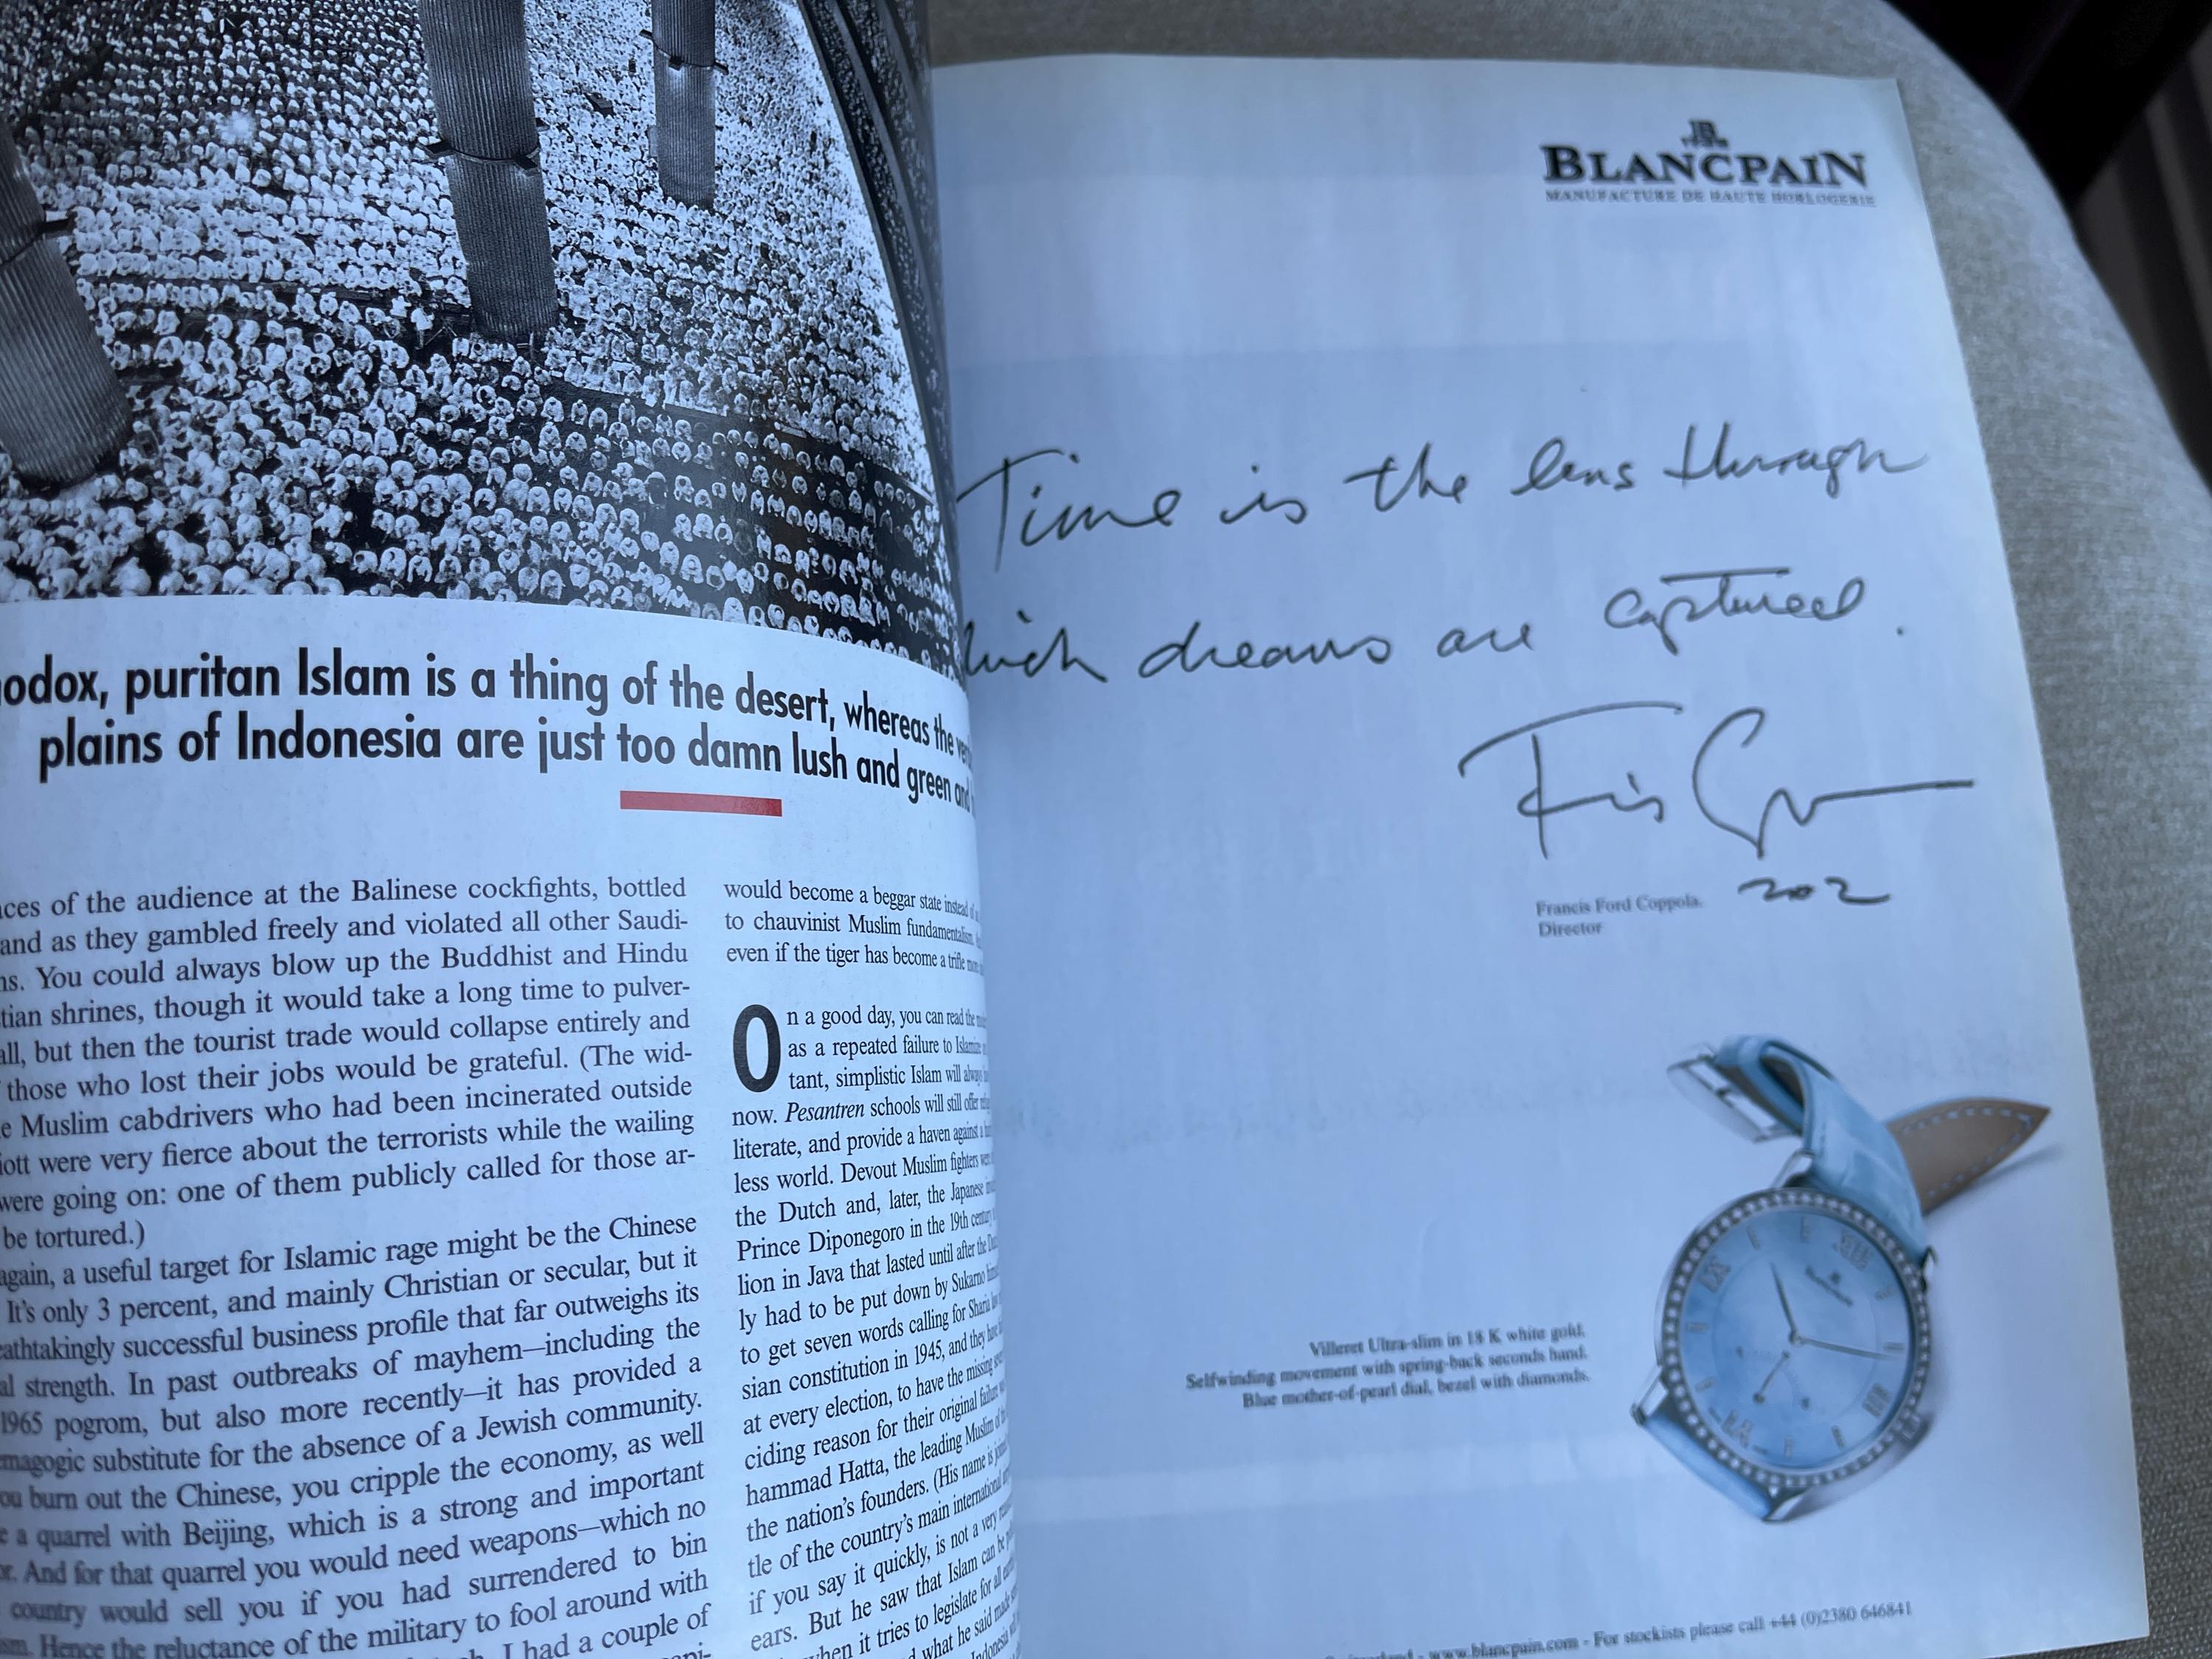 odox, puritan Islam is a thing of the desert, whereas the
plains of Indonesia are just too damn lush and green and
ces of the audience at the Balinese cockfights, bottled
and as they gambled freely and violated all other Saudi-
ns. You could always blow up the Buddhist and Hindu
tian shrines, though it would take a long time to pulver-
all, but then the tourist trade would collapse entirely and
those who lost their jobs would be grateful. (The wid-
e Muslim cabdrivers who had been incinerated outside
iott were very fierce about the terrorists while the wailing
were going on: one of them publicly called for those ar-
be tortured.)
again, a useful target for Islamic rage might be the Chinese
It's only 3 percent, and mainly Christian or secular, but it
eathtakingly successful business profile that far outweighs its
al strength. In past outbreaks of mayhem—including the
1965 pogrom, but also more recently—it has provided a
magogic substitute for the absence of a Jewish community.
ou burn out the Chinese, you cripple the economy, as well
e a quarrel with Beijing, which is a strong and important
or. And for that quarrel you would need weapons—which no
country would sell you if you had surrendered to bin
sm. Hence the reluctance of the military to fool around with
I had a couple of
would become a beggar state instead of
to chauvinist Muslim fundamentalism.
even if the tiger has become a trifle
On a good day, you can read the
as a repeated failure to Islamize
tant, simplistic Islam will always
now. Pesantren schools will still offer
literate, and provide a haven against a
less world. Devout Muslim fighters
the Dutch and, later, the Japanese
Prince Diponegoro in the 19th century
lion in Java that lasted until after the
ly had to be put down by Sukarno
to get seven words calling for Sharia
sian constitution in 1945, and they
at every election, to have the missing
ciding reason for their original failure
hammad Hatta, the leading Muslim of
the nation's founders. (His name is
tle of the country's main international
if you say it quickly, is not a very
ears. But he saw that Islam can be
when it tries to legislate for all
what he said made
JB
1735
BLANCPAIN
MANUFACTURE DE HAUTE HORLOGERIE
Time is the lens through
which dreams are captured.
Francis Ford Coppola.
Director
Villeret Ultra-slim in 18 K white gold.
Selfwinding movement with spring-back seconds hand.
Blue mother-of-pearl dial, bezel with diamonds.
www.blancpain.com - For stockists please call +44 (0)2380 646841